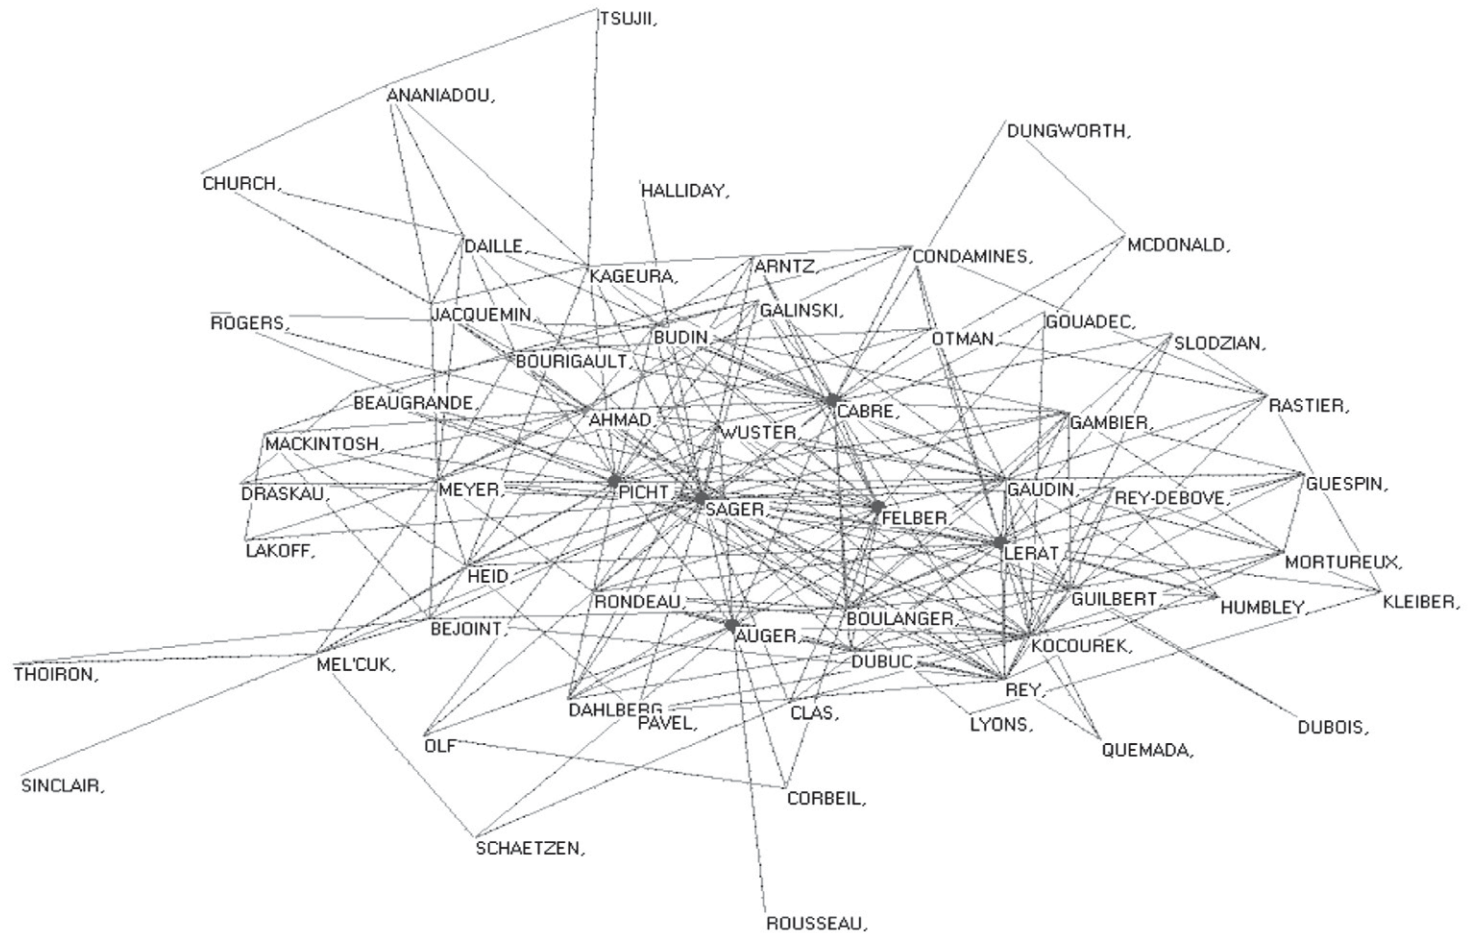 TSUJII,
ANANIADOU,
DUNGWORTH,
CHURCH,
HALLIDAY,
DAILLE,
MCDONALD,
CONDAMINES,
ARNTZ,
KAGEURA,
GALINSKI,
JACQUEMIN,
ROGERS,
GOUADEC,
BUDIN,
OTMAN,
SLODZIAN,
BOURIGAULT,
BEAUGRANDE,
RASTIER,
CABRE,
AHMAD,
GAMBIER,
WUSTER,
MACKINTOSH,
GUESPIN,
MEYER,
GAUDIN,
PICHT,
DRASKAU,
REY-DEBOVE,
SAGER,
FELBER,
LAKOFF,
LERAT,
MORTUREUX,
HEID,
GUILBERT
RONDEAU,
KLEIBER,
HUMBLEY,
BOULANGER,
BEJOINT,
AUGER,
KOCOUREK,
DUBUC,
MEL'CUK,
THOIRON,
REY,
DAHLBERG
CLAS,
PAVEL,
LYONS,
DUBOIS,
OLF
QUEMADA,
SINCLAIR,
CORBEIL,
SCHAETZEN,
ROUSSEAU,